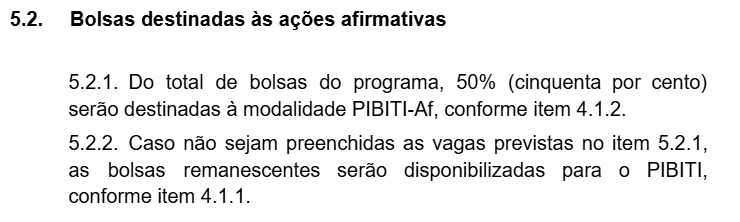 5.2. Bolsas destinadas às ações afirmativas
5.2.1. Do total de bolsas do programa, 50% (cinquenta por cento)
serão destinadas à modalidade PIBITI-Af, conforme item 4.1.2.
5.2.2. Caso não sejam preenchidas as vagas previstas no item 5.2.1,
as bolsas remanescentes serão disponibilizadas para o PIBITI,
conforme item 4.1.1.